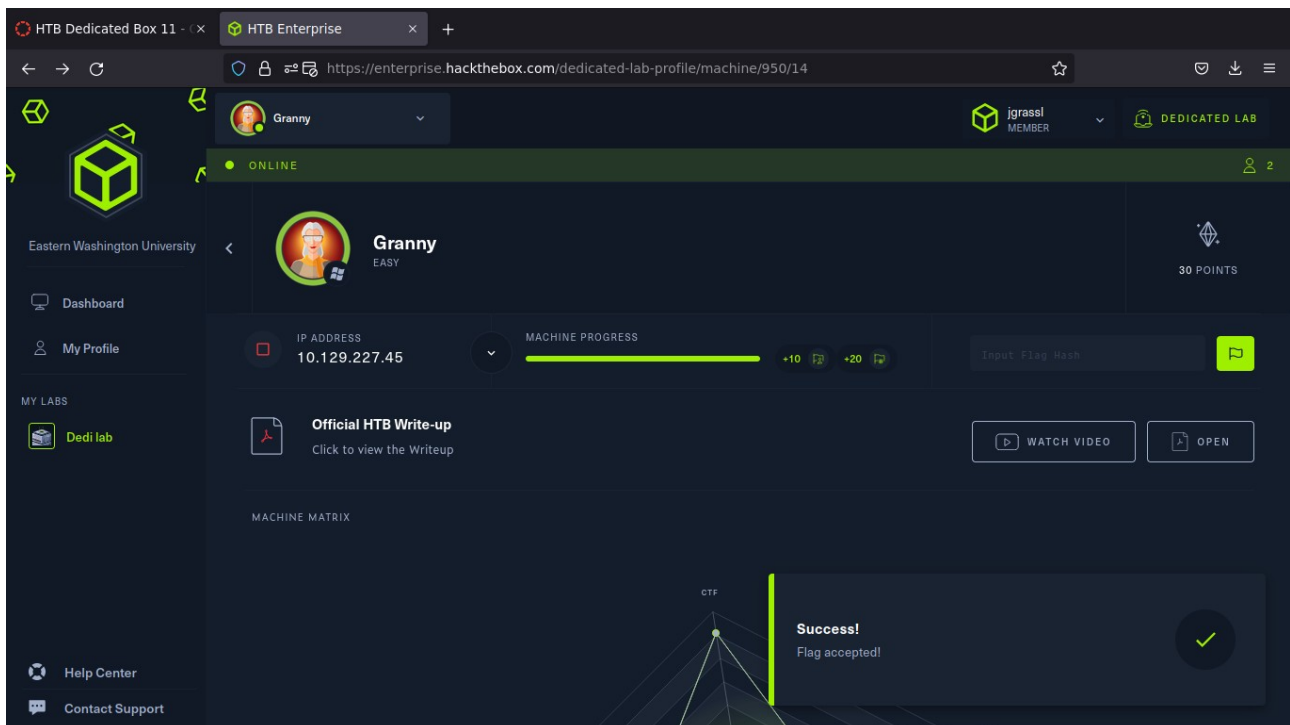 HTB Dedicated Box 11 - (
HTB Enterprise
https://enterprise.hackthebox.com/dedicated-lab-profile/machine/950/14
Granny
jgrassl
MEMBER
DEDICATED LAB
ONLINE
2
Eastern Washington University
Granny
EASY
30 POINTS
Dashboard
My Profile
MY LABS
Dedi lab
IP ADDRESS
10.129.227.45
MACHINE PROGRESS
+10
+20
Input Flag Hash
Official HTB Write-up
Click to view the Writeup
WATCH VIDEO
OPEN
MACHINE MATRIX
CTF
Success!
Flag accepted!
Help Center
Contact Support